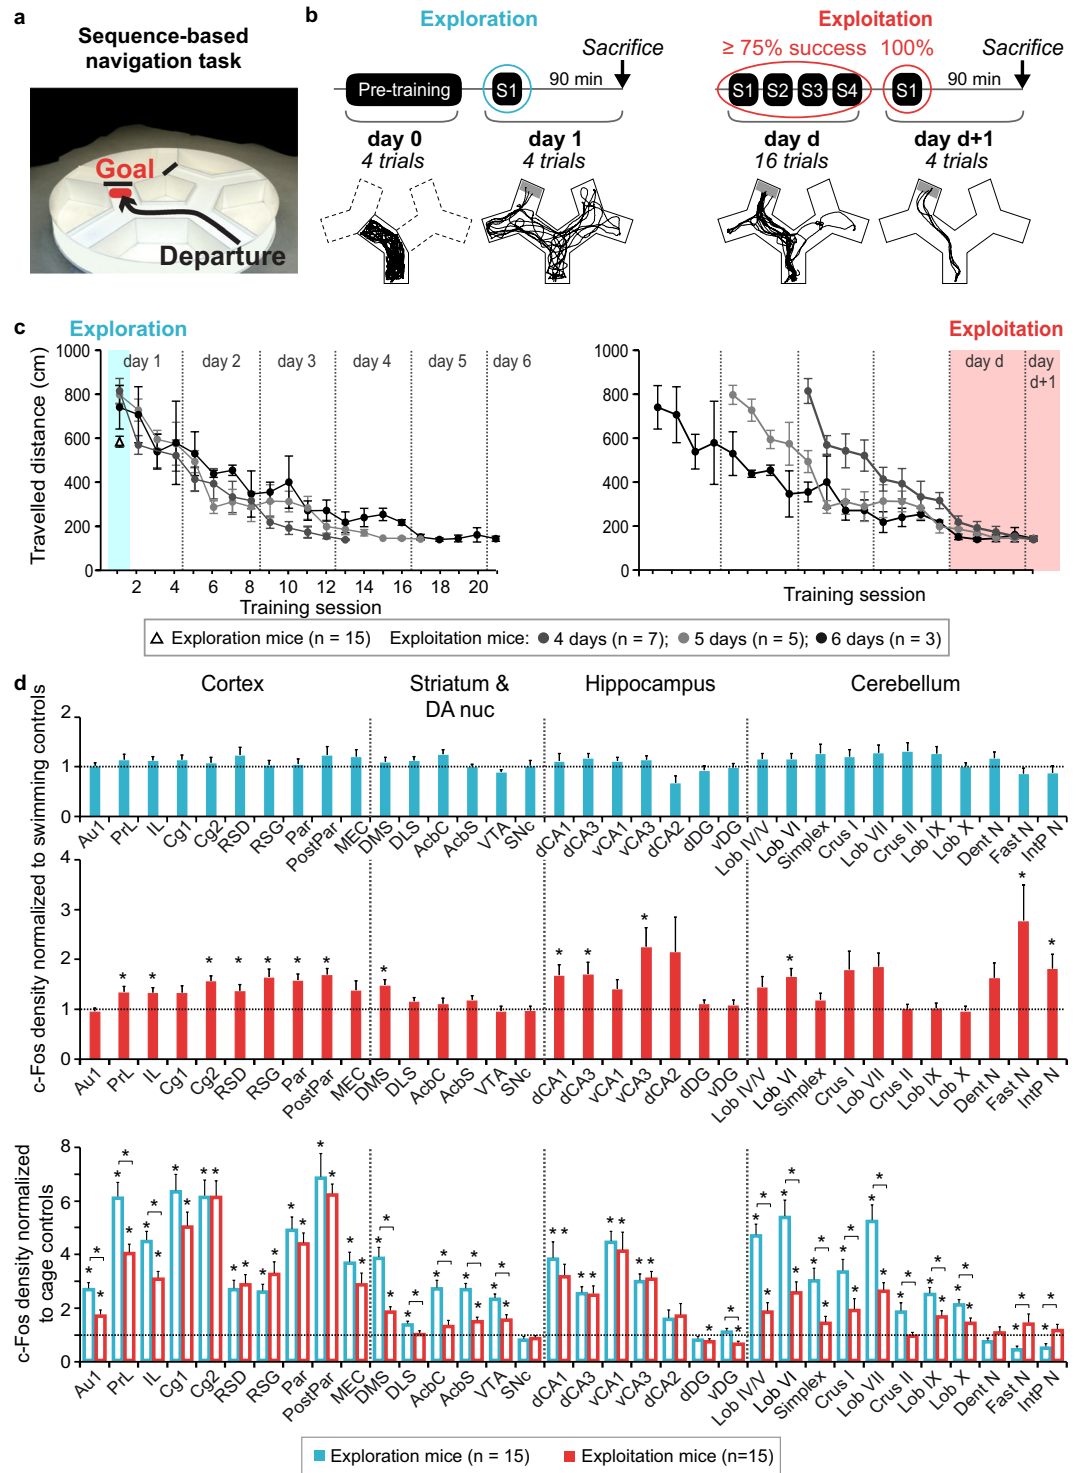 a
Sequence-based
navigation task
Goal
Departure
b
Exploration
Exploitation
Sacrifice
≥ 75% success
100%
Sacrifice
Pre-training
S1
90 min
S1
S2
S3
S4
S1
90 min
day 0
day 1
day d
day d+1
4 trials
4 trials
16 trials
4 trials
c
Exploration
Exploitation
Travelled distance (cm)
1000
800
600
400
200
0
day 1
day 2
day 3
day 4
day 5
day 6
2
4
6
8
10
12
14
16
18
20
Training session
1000
800
600
400
200
0
day d
day
d+1
Training session
△ Exploration mice (n = 15) Exploitation mice: ● 4 days (n = 7); ● 5 days (n = 5); ● 6 days (n = 3)
d
Cortex
Striatum &
DA nuc
Hippocampus
Cerebellum
c-Fos density normalized to swimming controls
2
1
0
Au1 PrL IL Cg1 Cg2 RSD RSG Par PostPar MEC DMS DLS AcbC AcbS VTA SNc dCA1 dCA3 vCA1 vCA3 dCA2 dDG vDG Lob IV/V Lob VI Simplex Crus I Lob VII Crus II Lob IX Lob X Dent N Fast N IntP N
4
3
2
1
0
* * * * * * * * * * * * * *
Au1 PrL IL Cg1 Cg2 RSD RSG Par PostPar MEC DMS DLS AcbC AcbS VTA SNc dCA1 dCA3 vCA1 vCA3 dCA2 dDG vDG Lob IV/V Lob VI Simplex Crus I Lob VII Crus II Lob IX Lob X Dent N Fast N IntP N
c-Fos density normalized
to cage controls
8
6
4
2
0
Au1 PrL IL Cg1 Cg2 RSD RSG Par PostPar MEC DMS DLS AcbC AcbS VTA SNc dCA1 dCA3 vCA1 vCA3 dCA2 dDG vDG Lob IV/V Lob VI Simplex Crus I Lob VII Crus II Lob IX Lob X Dent N Fast N IntP N
Exploration mice (n = 15) Exploitation mice (n=15)